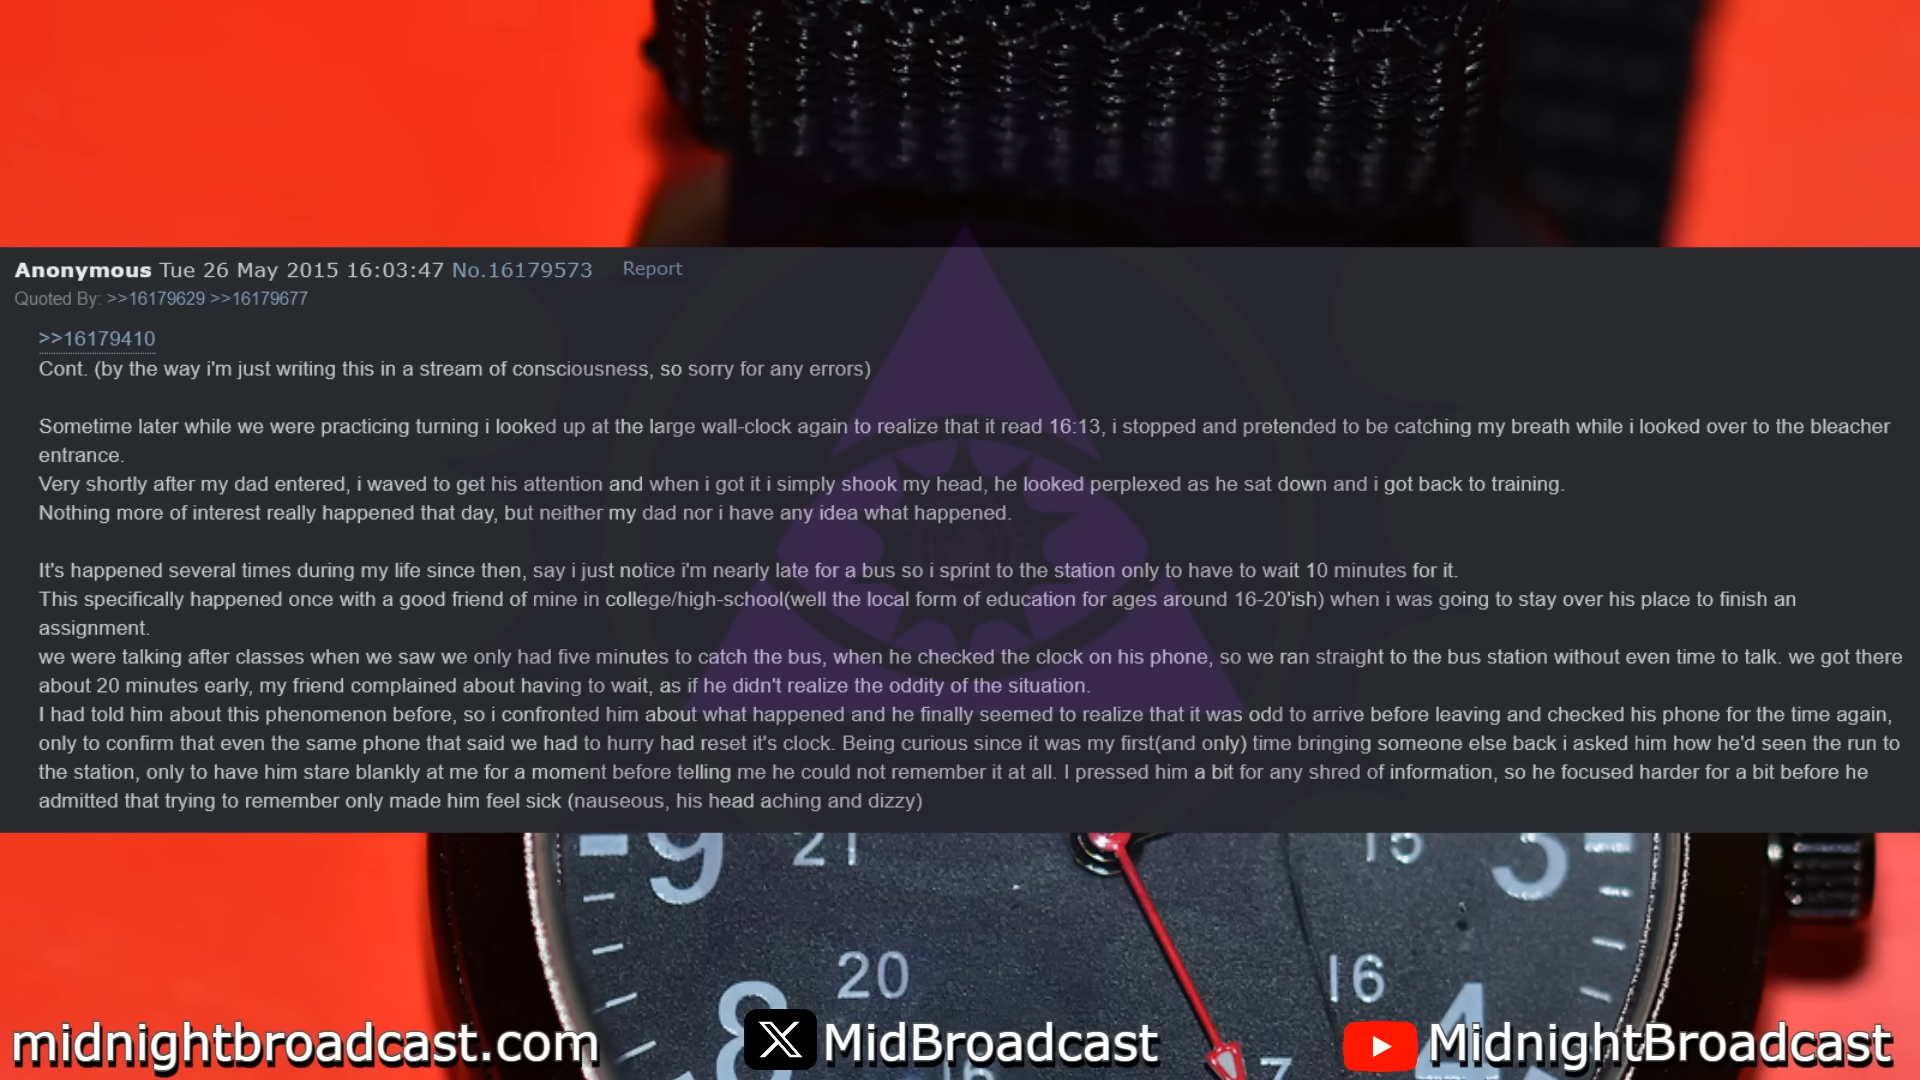 Anonymous Tue 26 May 2015 16:03:47 No.16179573 Report
Quoted By: >>16179629 >>16179677
>>16179410
Cont. (by the way i'm just writing this in a stream of consciousness, so sorry for any errors)
Sometime later while we were practicing turning i looked up at the large wall-clock again to realize that it read 16:13, i stopped and pretended to be catching my breath while i looked over to the bleacher
entrance.
Very shortly after my dad entered, i waved to get his attention and when i got it i simply shook my head, he looked perplexed as he sat down and i got back to training.
Nothing more of interest really happened that day, but neither my dad nor i have any idea what happened.
It's happened several times during my life since then, say i just notice i'm nearly late for a bus so i sprint to the station only to have to wait 10 minutes for it.
This specifically happened once with a good friend of mine in college/high-school(well the local form of education for ages around 16-20'ish) when i was going to stay over his place to finish an
assignment.
we were talking after classes when we saw we only had five minutes to catch the bus, when he checked the clock on his phone, so we ran straight to the bus station without even time to talk. we got there
about 20 minutes early, my friend complained about having to wait, as if he didn't realize the oddity of the situation.
I had told him about this phenomenon before, so i confronted him about what happened and he finally seemed to realize that it was odd to arrive before leaving and checked his phone for the time again,
only to confirm that even the same phone that said we had to hurry had reset it's clock. Being curious since it was my first(and only) time bringing someone else back i asked him how he'd seen the run to
the station, only to have him stare blankly at me for a moment before telling me he could not remember it at all. I pressed him a bit for any shred of information, so he focused harder for a bit before he
admitted that trying to remember only made him feel sick (nauseous, his head aching and dizzy)
9 21 15 3
20 16
8 4
midnightbroadcast.com MidBroadcast MidnightBroadcast